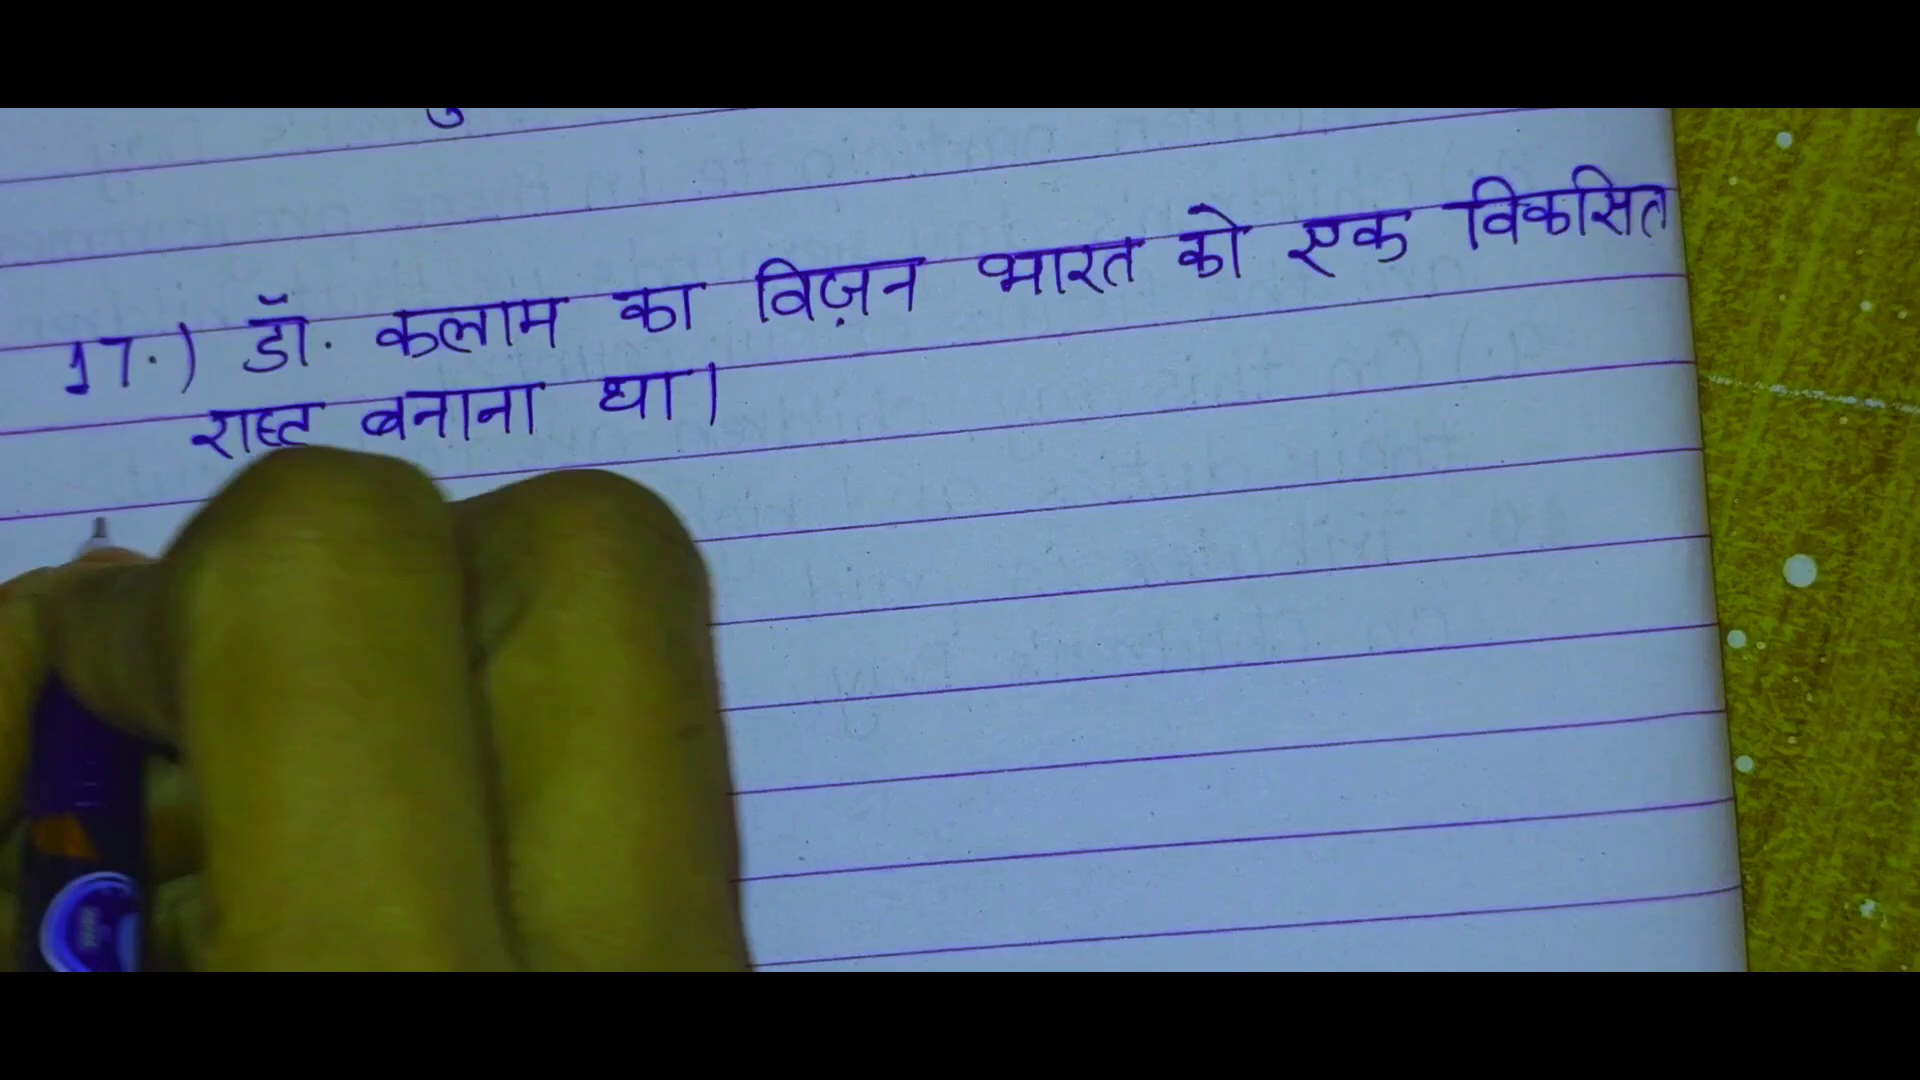 17.) डॉ. कलाम का विज़न भारत को एक विकसित
राष्ट्र बनाना था।